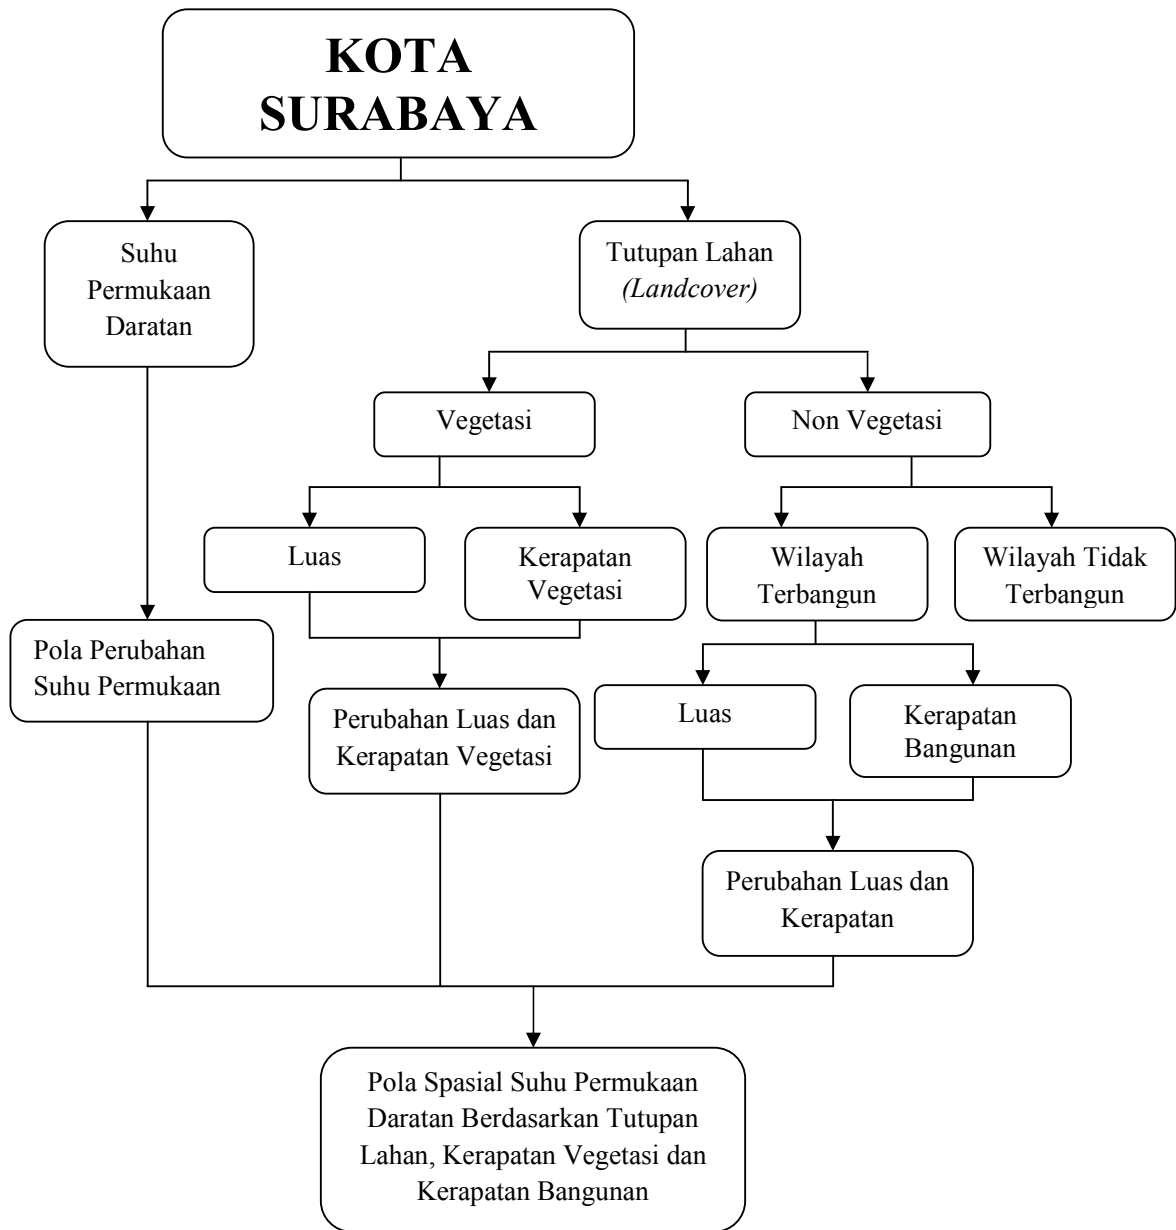 KOTA
SURABAYA
Suhu
Permukaan
Daratan
Tutupan Lahan
(Landcover)
Vegetasi
Non Vegetasi
Luas
Kerapatan
Vegetasi
Wilayah
Terbangun
Wilayah Tidak
Terbangun
Pola Perubahan
Suhu Permukaan
Perubahan Luas dan
Kerapatan Vegetasi
Luas
Kerapatan
Bangunan
Perubahan Luas dan
Kerapatan
Pola Spasial Suhu Permukaan
Daratan Berdasarkan Tutupan
Lahan, Kerapatan Vegetasi dan
Kerapatan Bangunan